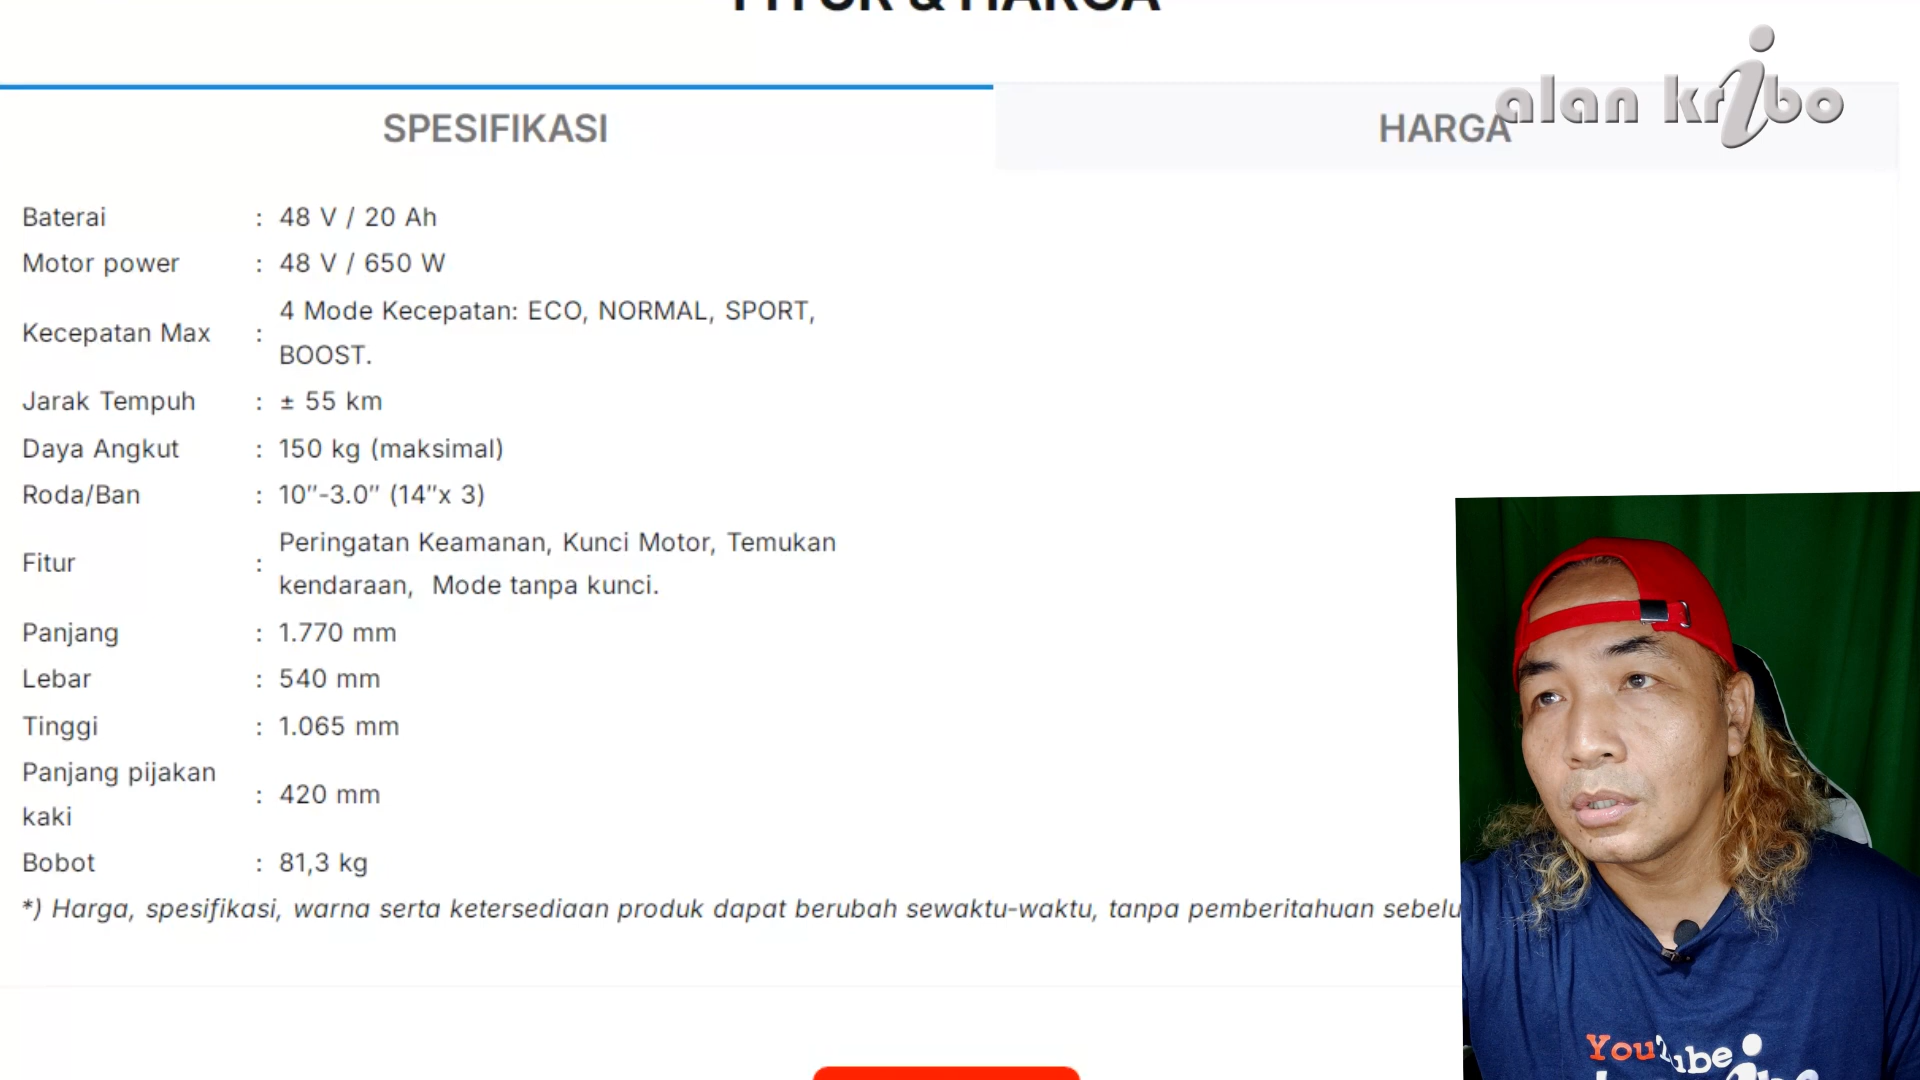 FITUR & HARGA
alan kribo
SPESIFIKASI
HARGA
Baterai : 48 V / 20 Ah
Motor power : 48 V / 650 W
Kecepatan Max : 4 Mode Kecepatan: ECO, NORMAL, SPORT,
BOOST.
Jarak Tempuh : ± 55 km
Daya Angkut : 150 kg (maksimal)
Roda/Ban : 10″-3.0″ (14″x 3)
Fitur : Peringatan Keamanan, Kunci Motor, Temukan
kendaraan, Mode tanpa kunci.
Panjang : 1.770 mm
Lebar : 540 mm
Tinggi : 1.065 mm
Panjang pijakan
kaki : 420 mm
Bobot : 81,3 kg
*) Harga, spesifikasi, warna serta ketersediaan produk dapat berubah sewaktu-waktu, tanpa pemberitahuan sebelu
YouTube